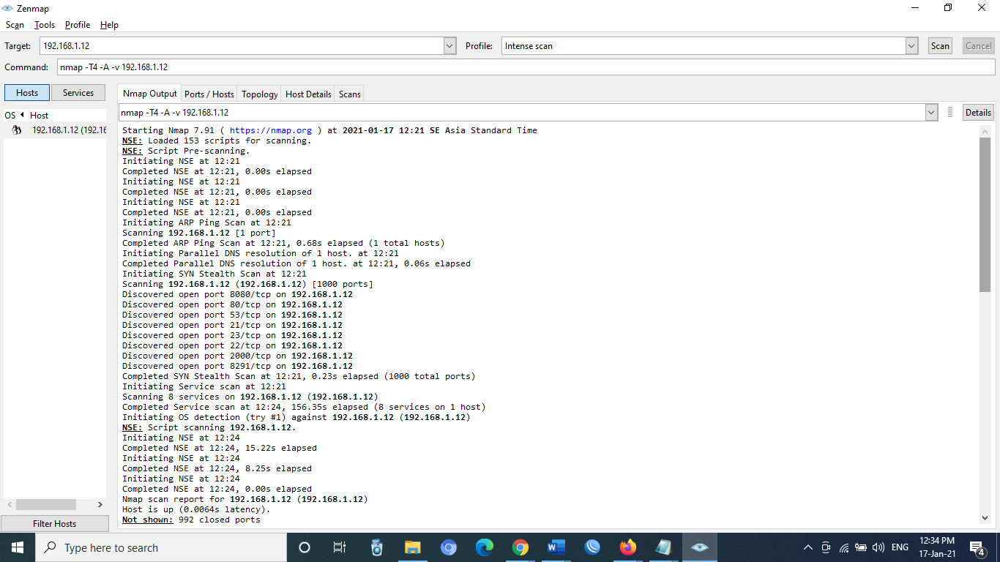 Zenmap
Scan Tools Profile Help
Target: 192.168.1.12 Profile: Intense scan Scan Cancel
Command: nmap -T4 -A -v 192.168.1.12
Hosts Services
Nmap Output Ports / Hosts Topology Host Details Scans
OS Host
192.168.1.12 (192.16
nmap -T4 -A -v 192.168.1.12 Details
Starting Nmap 7.91 ( https://nmap.org ) at 2021-01-17 12:21 SE Asia Standard Time
NSE: Loaded 153 scripts for scanning.
NSE: Script Pre-scanning.
Initiating NSE at 12:21
Completed NSE at 12:21, 0.00s elapsed
Initiating NSE at 12:21
Completed NSE at 12:21, 0.00s elapsed
Initiating NSE at 12:21
Completed NSE at 12:21, 0.00s elapsed
Initiating ARP Ping Scan at 12:21
Scanning 192.168.1.12 [1 port]
Completed ARP Ping Scan at 12:21, 0.68s elapsed (1 total hosts)
Initiating Parallel DNS resolution of 1 host. at 12:21
Completed Parallel DNS resolution of 1 host. at 12:21, 0.06s elapsed
Initiating SYN Stealth Scan at 12:21
Scanning 192.168.1.12 (192.168.1.12) [1000 ports]
Discovered open port 8080/tcp on 192.168.1.12
Discovered open port 80/tcp on 192.168.1.12
Discovered open port 53/tcp on 192.168.1.12
Discovered open port 21/tcp on 192.168.1.12
Discovered open port 23/tcp on 192.168.1.12
Discovered open port 22/tcp on 192.168.1.12
Discovered open port 2000/tcp on 192.168.1.12
Discovered open port 8291/tcp on 192.168.1.12
Completed SYN Stealth Scan at 12:21, 0.23s elapsed (1000 total ports)
Initiating Service scan at 12:21
Scanning 8 services on 192.168.1.12 (192.168.1.12)
Completed Service scan at 12:24, 156.35s elapsed (8 services on 1 host)
Initiating OS detection (try #1) against 192.168.1.12 (192.168.1.12)
NSE: Script scanning 192.168.1.12.
Initiating NSE at 12:24
Completed NSE at 12:24, 15.22s elapsed
Initiating NSE at 12:24
Completed NSE at 12:24, 8.25s elapsed
Initiating NSE at 12:24
Completed NSE at 12:24, 0.00s elapsed
Nmap scan report for 192.168.1.12 (192.168.1.12)
Host is up (0.0064s latency).
Not shown: 992 closed ports
Filter Hosts
Type here to search
ENG
12:34 PM
17-Jan-21
4